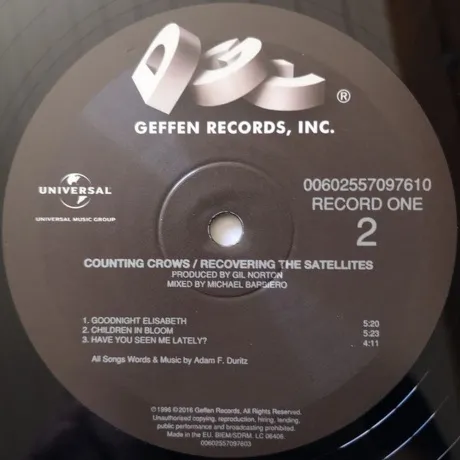 ®
GEFFEN RECORDS, INC.
UNIVERSAL
UNIVERSAL MUSIC GROUP
00602557097610
RECORD ONE
2
COUNTING CROWS / RECOVERING THE SATELLITES
PRODUCED BY GIL NORTON
MIXED BY MICHAEL BARBIERO
1. GOODNIGHT ELISABETH 5:20
2. CHILDREN IN BLOOM 5:23
3. HAVE YOU SEEN ME LATELY? 4:11
All Songs Words & Music by Adam F. Duritz
℗ 1996 © 2016 Geffen Records, All Rights Reserved.
Unauthorised copying, reproduction, hiring, lending,
public performance and broadcasting prohibited.
Made in the EU. BIEM/SDRM. LC 06406.
00602557097603